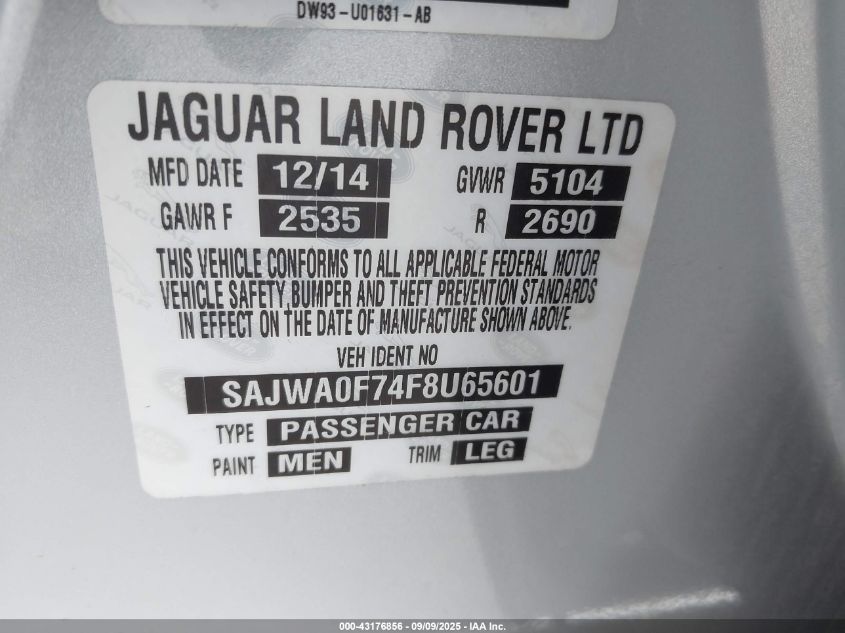 DW93-U01631-AB
JAGUAR LAND ROVER LTD
MFD DATE 12/14 GVWR 5104
GAWR F 2535 R 2690
THIS VEHICLE CONFORMS TO ALL APPLICABLE FEDERAL MOTOR
VEHICLE SAFETY,BUMPER AND THEFT PREVENTION STANDARDS
IN EFFECT ON THE DATE OF MANUFACTURE SHOWN ABOVE.
VEH IDENT NO
SAJWA0F74F8U65601
TYPE PASSENGER CAR
PAINT MEN TRIM LEG
000-43176856 - 09/09/2025 - IAA Inc.